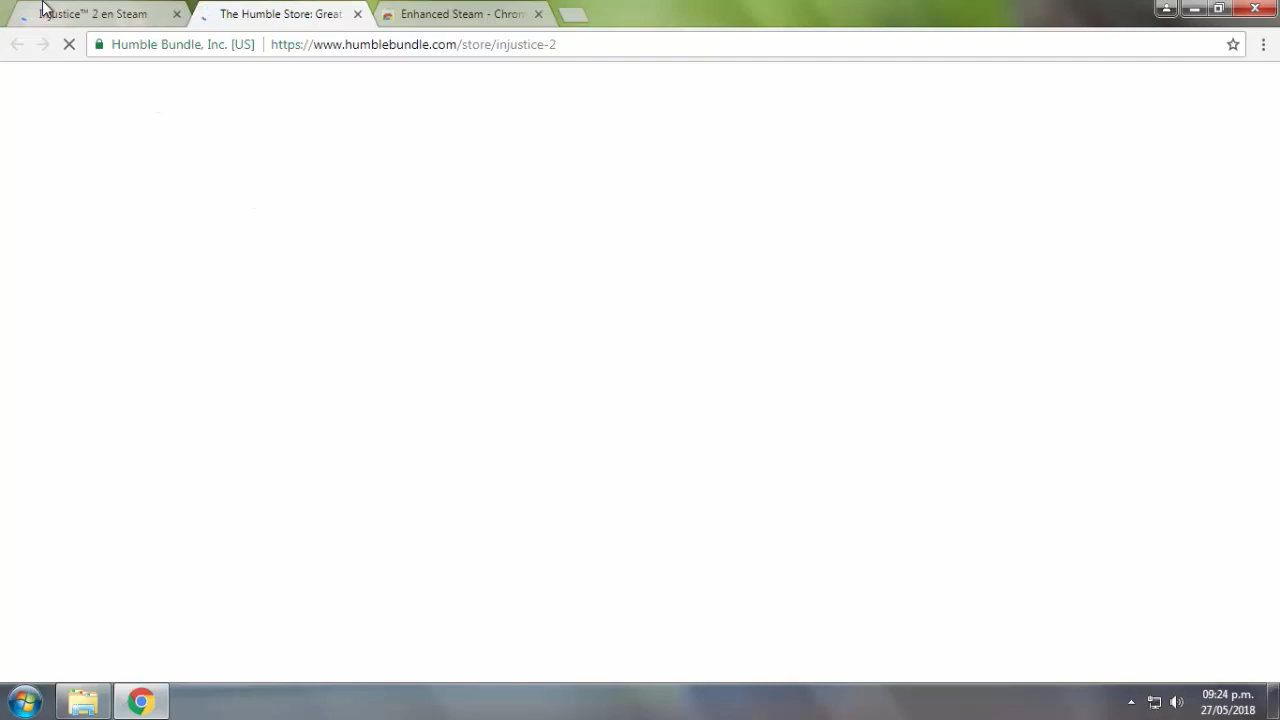 Injustice™ 2 en Steam
The Humble Store: Great
Enhanced Steam - Chrom
Humble Bundle, Inc. [US]
https://www.humblebundle.com/store/injustice-2
09:24 p.m.
27/05/2018